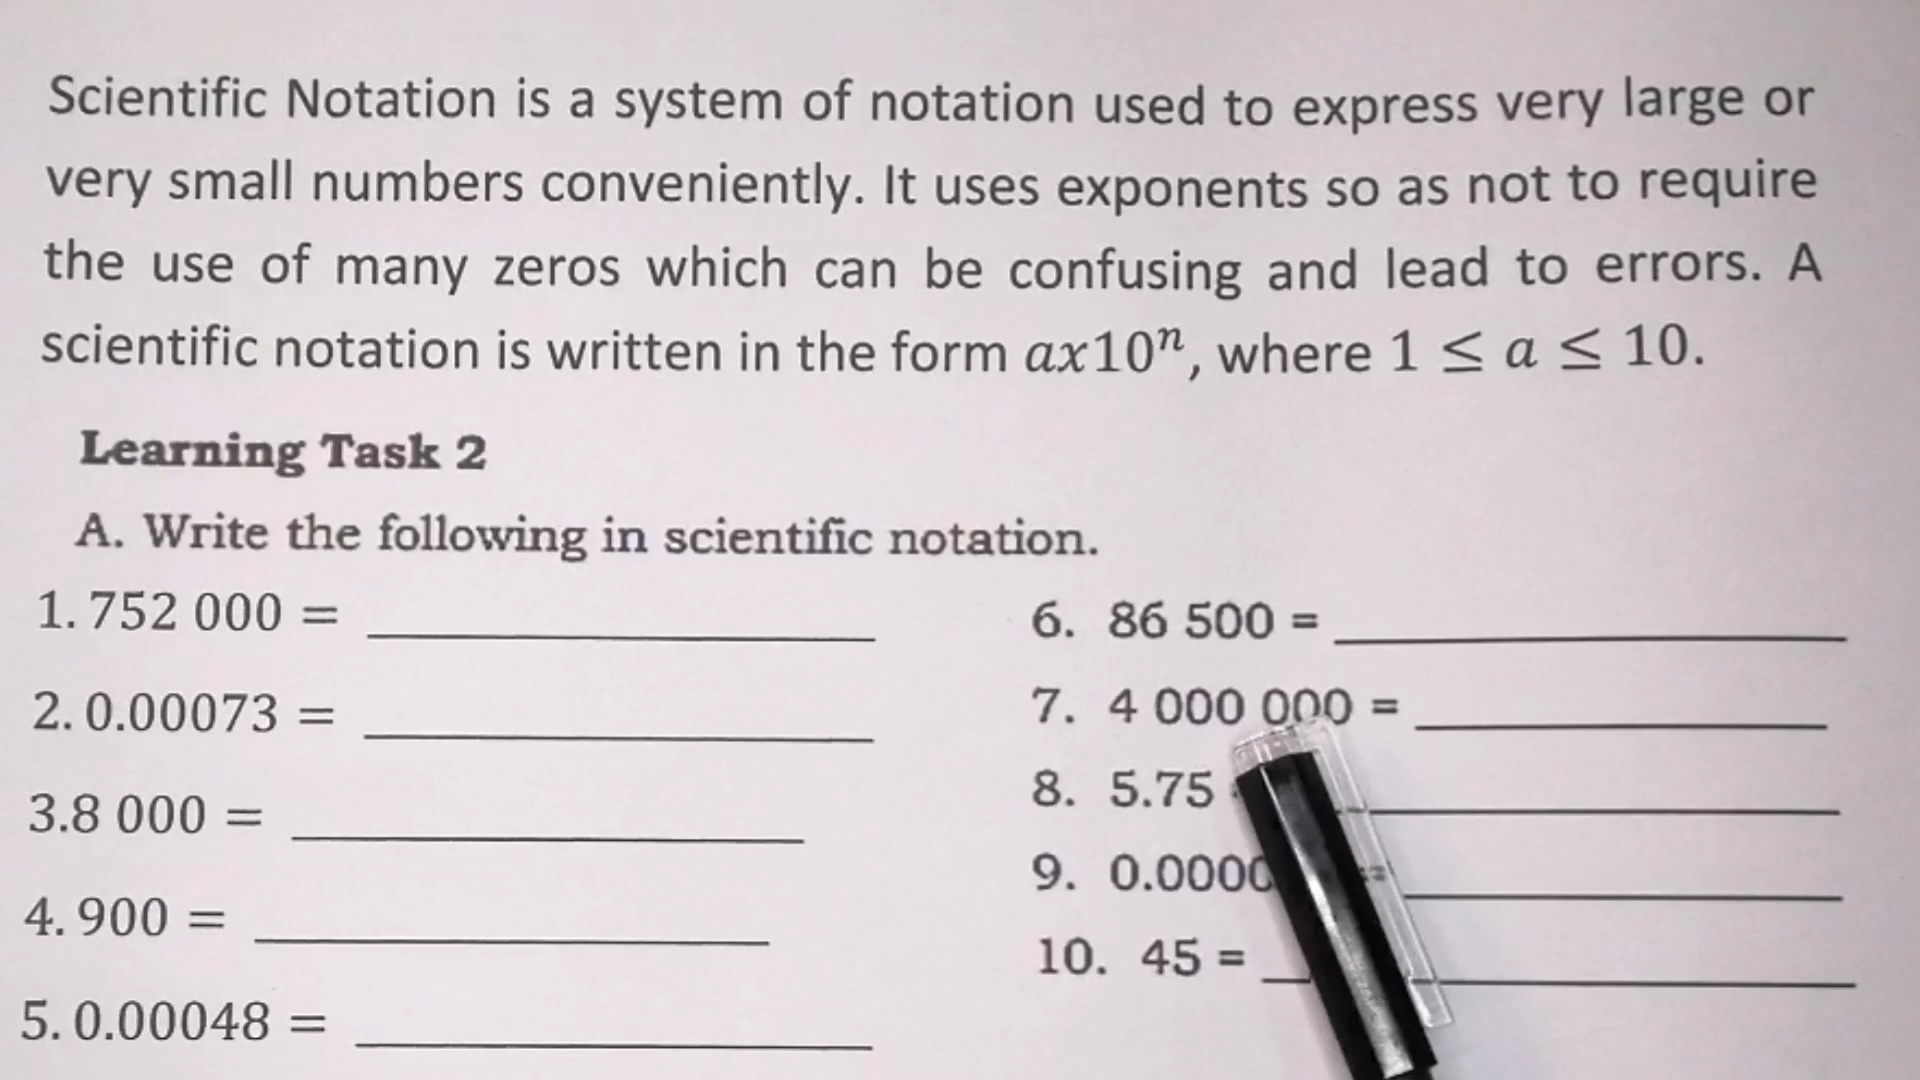 Scientific Notation is a system of notation used to express very large or
very small numbers conveniently. It uses exponents so as not to require
the use of many zeros which can be confusing and lead to errors. A
scientific notation is written in the form ax10ⁿ, where 1 ≤ a ≤ 10.
Learning Task 2
A. Write the following in scientific notation.
1. 752 000 = ____________
2. 0.00073 = ____________
3.8 000 = ____________
4. 900 = ____________
5. 0.00048 = ____________
6. 86 500 = ____________
7. 4 000 000 = ____________
8. 5.75 ____________
9. = ____________
10. 45 = ____________